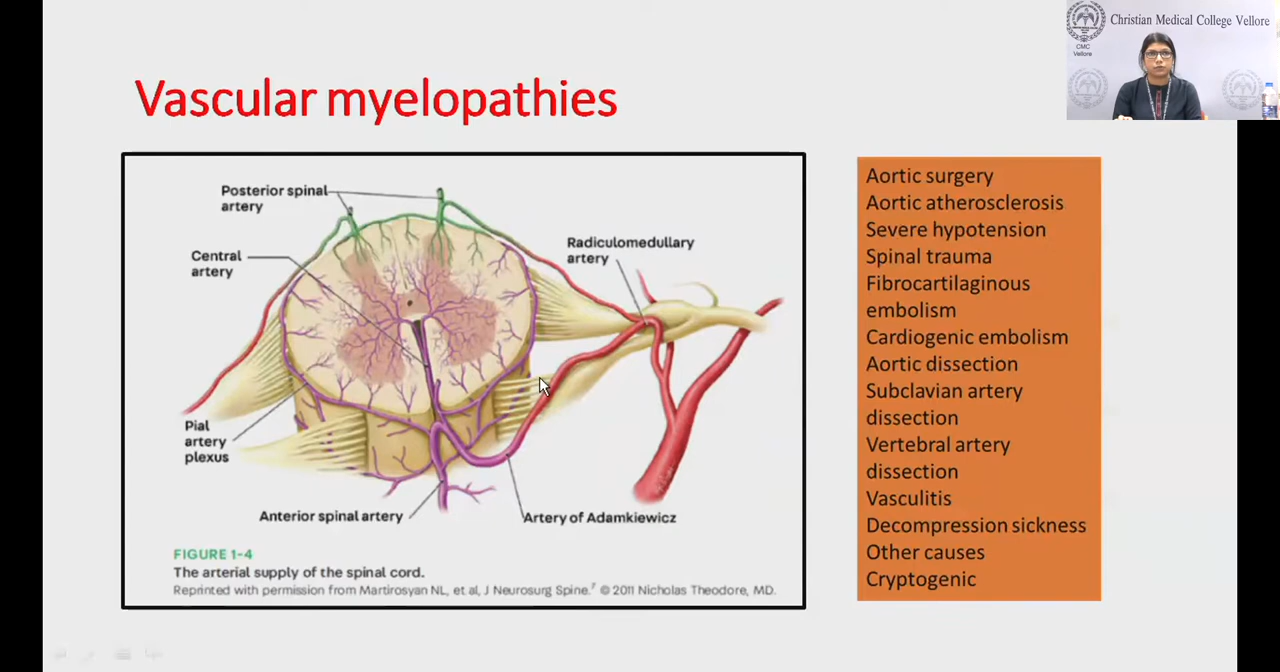 Christian Medical College Vellore
CMC
Vellore
Vascular myelopathies
Posterior spinal
artery
Central
artery
Radiculomedullary
artery
Pial
artery
plexus
Anterior spinal artery
Artery of Adamkiewicz
FIGURE 1-4
The arterial supply of the spinal cord.
Reprinted with permission from Martirosyan NL, et al, J Neurosurg Spine.⁷ © 2011 Nicholas Theodore, MD.
Aortic surgery
Aortic atherosclerosis
Severe hypotension
Spinal trauma
Fibrocartilaginous
embolism
Cardiogenic embolism
Aortic dissection
Subclavian artery
dissection
Vertebral artery
dissection
Vasculitis
Decompression sickness
Other causes
Cryptogenic